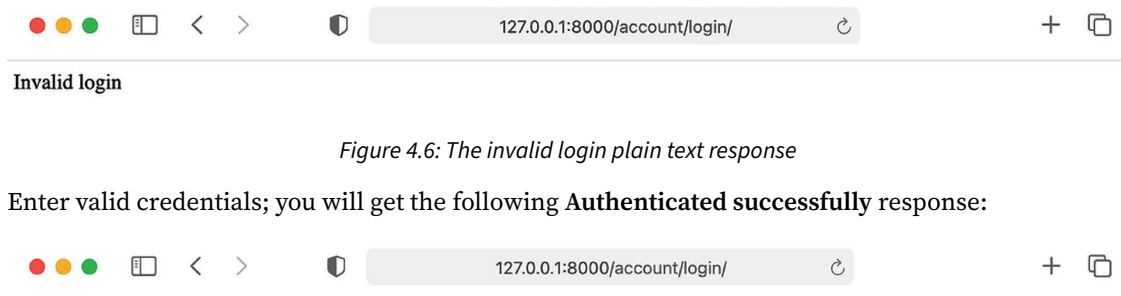 127.0.0.1:8000/account/login/
Invalid login
Figure 4.6: The invalid login plain text response
Enter valid credentials; you will get the following Authenticated successfully response:
127.0.0.1:8000/account/login/